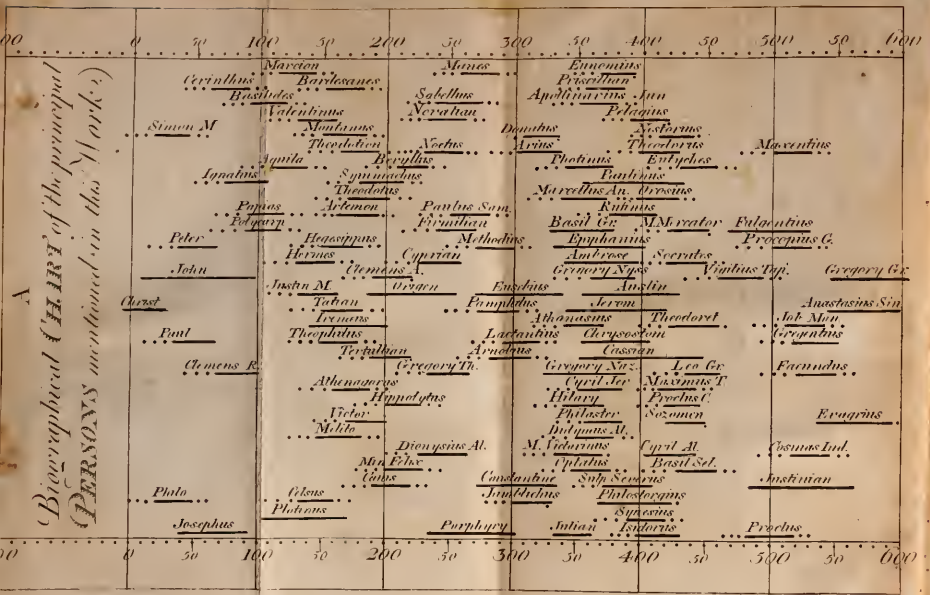 A
Biographical CHART of the principal
(PERSONS mentioned in this Work.)
00 0 50 100 50 200 50 300 50 400 50 500 50 600
Marcion Manes Eunomius
Cerinthus Bardesanes Priscillian
Basilides Sabellius Apollinarius Jun
Valentinus Novatian Pelagius
Simon M Montanus Donatus Nestorius
Theodotion Noetus Arius Theodorus Maxentius
Aquila Beryllus Photinus Eutyches
Ignatius Symmachus Paulinus
Theodotus Marcellus An. Orosius
Papias Artemon Paulus Sam. Rufinus
Polycarp Firmilian Basil Gr. M.Mercator Fulgentius
Peter Hegesippus Methodius Epiphanius Procopius G.
Hermes Cyprian Ambrose Socrates
John Clemens A. Gregory Nyss Vigilius Tap. Gregory Gr.
Justin M. Origen Eusebius Austin
Christ Tatian Pamphilus Jerom Anastasius Sin.
Irenæus Athanasius Theodoret Job Mon
Paul Theophilus Lactantius Chrysostom Gregentius
Tertullian Arnobius Cassian
Clemens R. Gregory Th. Gregory Naz. Leo Gr. Facundus
Athenagoras Cyril Jer Maximus T.
Hippolytus Hilary Proclus C.
Victor Philaster Sozomen Evagrius
Melito Didymus Al.
Dionysius Al. M. Victorinus Cyril Al. Cosmas Ind.
Min Felix Optatus Basil Sel.
Caius Constantine Sulp Severus Justinian
Philo Celsus Jamblichus Philostorgius
Plotinus Synesius
Josephus Porphyry Julian Isidorus Proclus
00 0 50 100 50 200 50 300 50 400 50 500 50 600